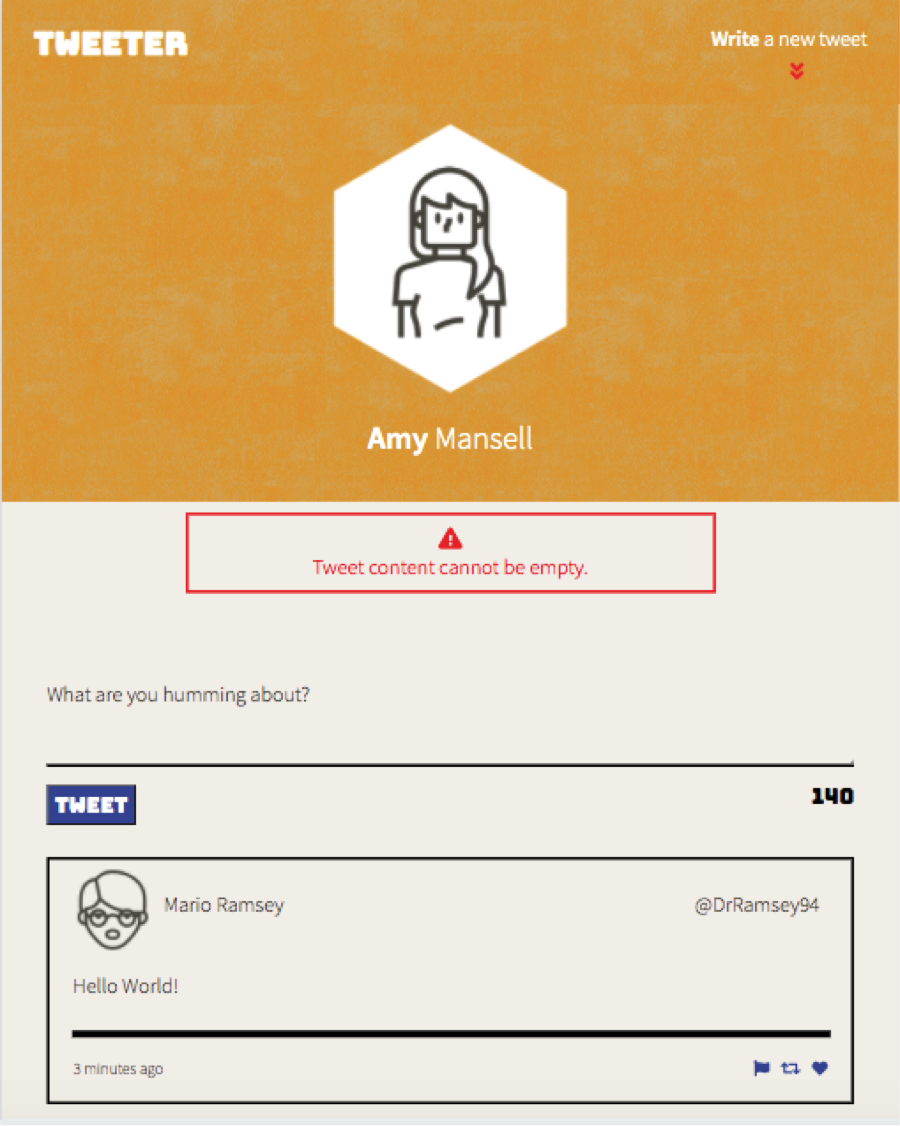 TWEETER
Write a new tweet
Amy Mansell
Tweet content cannot be empty.
What are you humming about?
TWEET
140
Mario Ramsey
@DrRamsey94
Hello World!
3 minutes ago